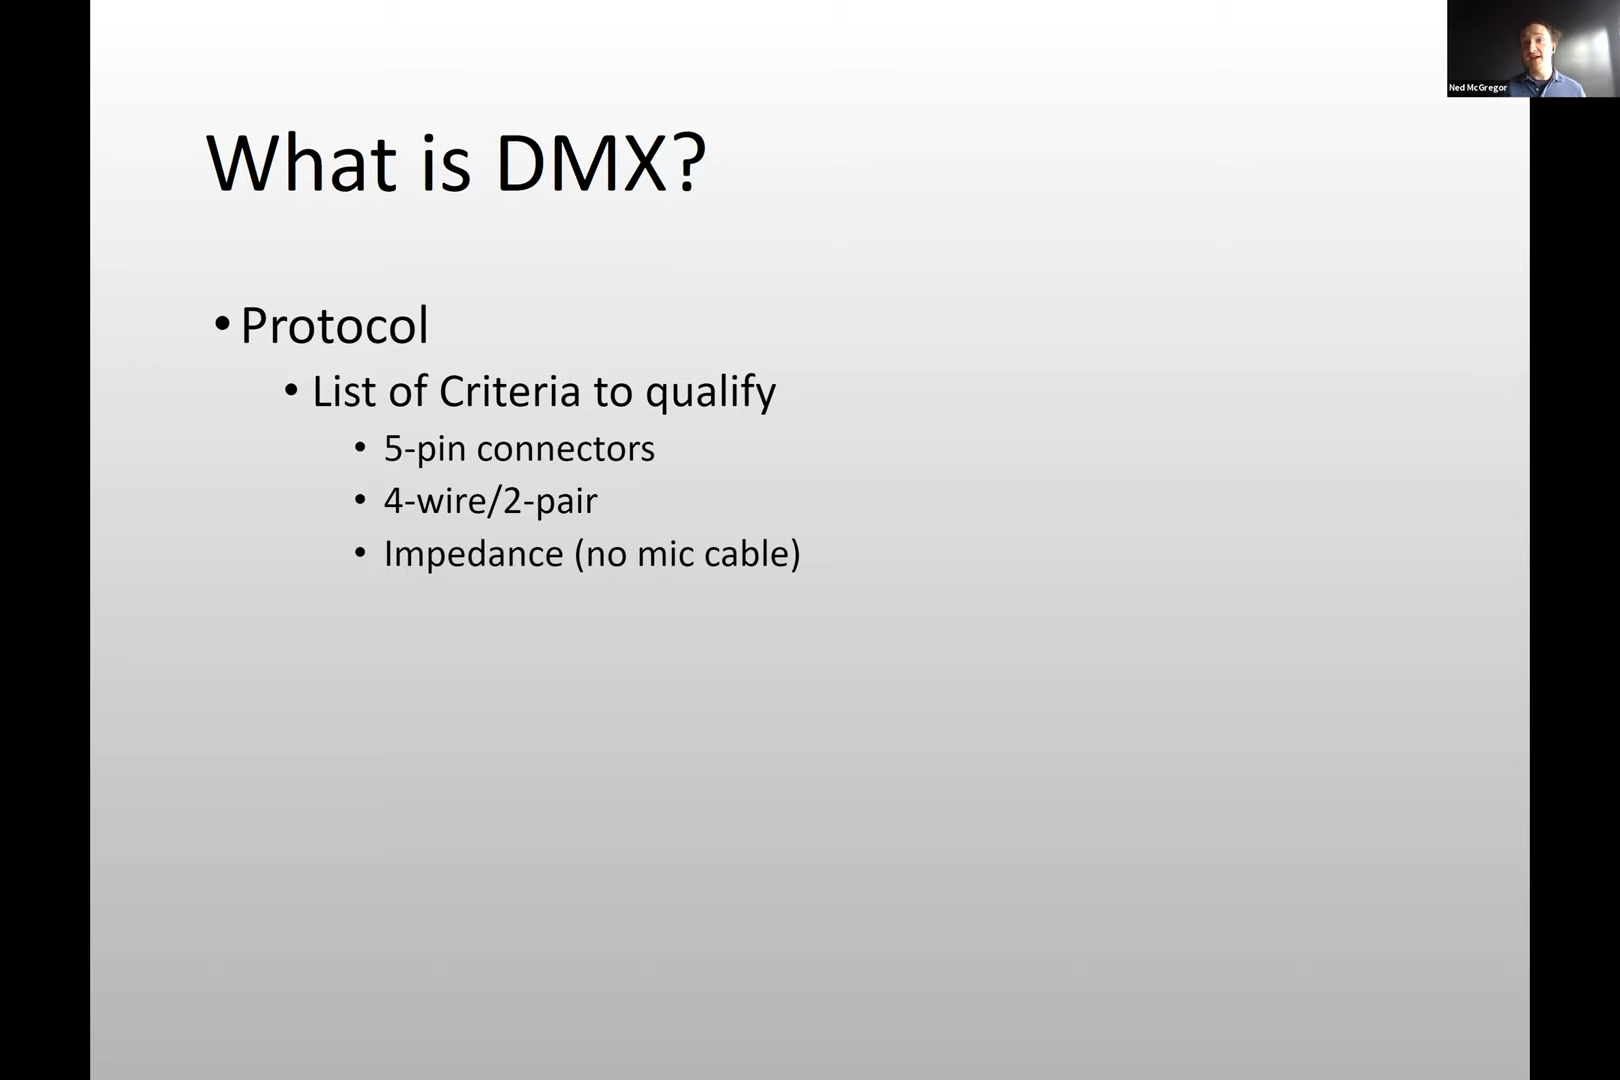 What is DMX?
• Protocol
• List of Criteria to qualify
• 5-pin connectors
• 4-wire/2-pair
• Impedance (no mic cable)
Ned McGregor